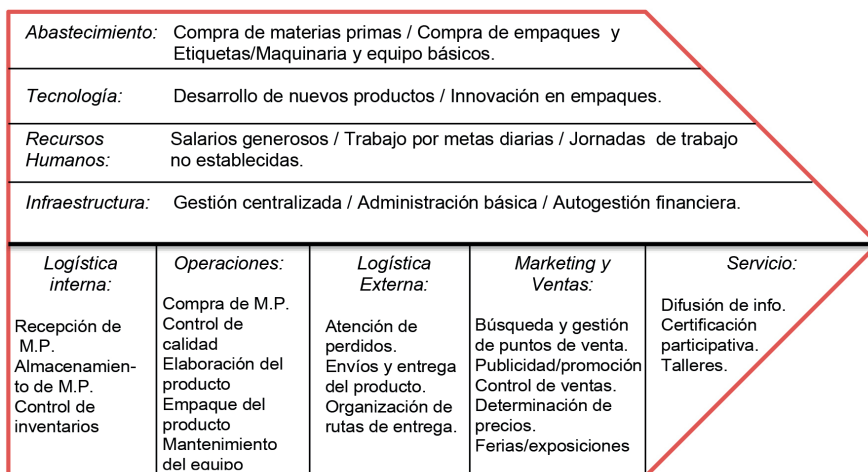 Abastecimiento: Compra de materias primas / Compra de empaques y
Etiquetas/Maquinaria y equipo básicos.
Tecnología: Desarrollo de nuevos productos / Innovación en empaques.
Recursos Salarios generosos / Trabajo por metas diarias / Jornadas de trabajo
Humanos: no establecidas.
Infraestructura: Gestión centralizada / Administración básica / Autogestión financiera.
Logística
interna:
Recepción de
M.P.
Almacenamien-
to de M.P.
Control de
inventarios
Operaciones:
Compra de M.P.
Control de
calidad
Elaboración del
producto
Empaque del
producto
Mantenimiento
del equipo
Logística
Externa:
Atención de
perdidos.
Envíos y entrega
del producto.
Organización de
rutas de entrega.
Marketing y
Ventas:
Búsqueda y gestión
de puntos de venta.
Publicidad/promoción
Control de ventas.
Determinación de
precios.
Ferias/exposiciones
Servicio:
Difusión de info.
Certificación
participativa.
Talleres.